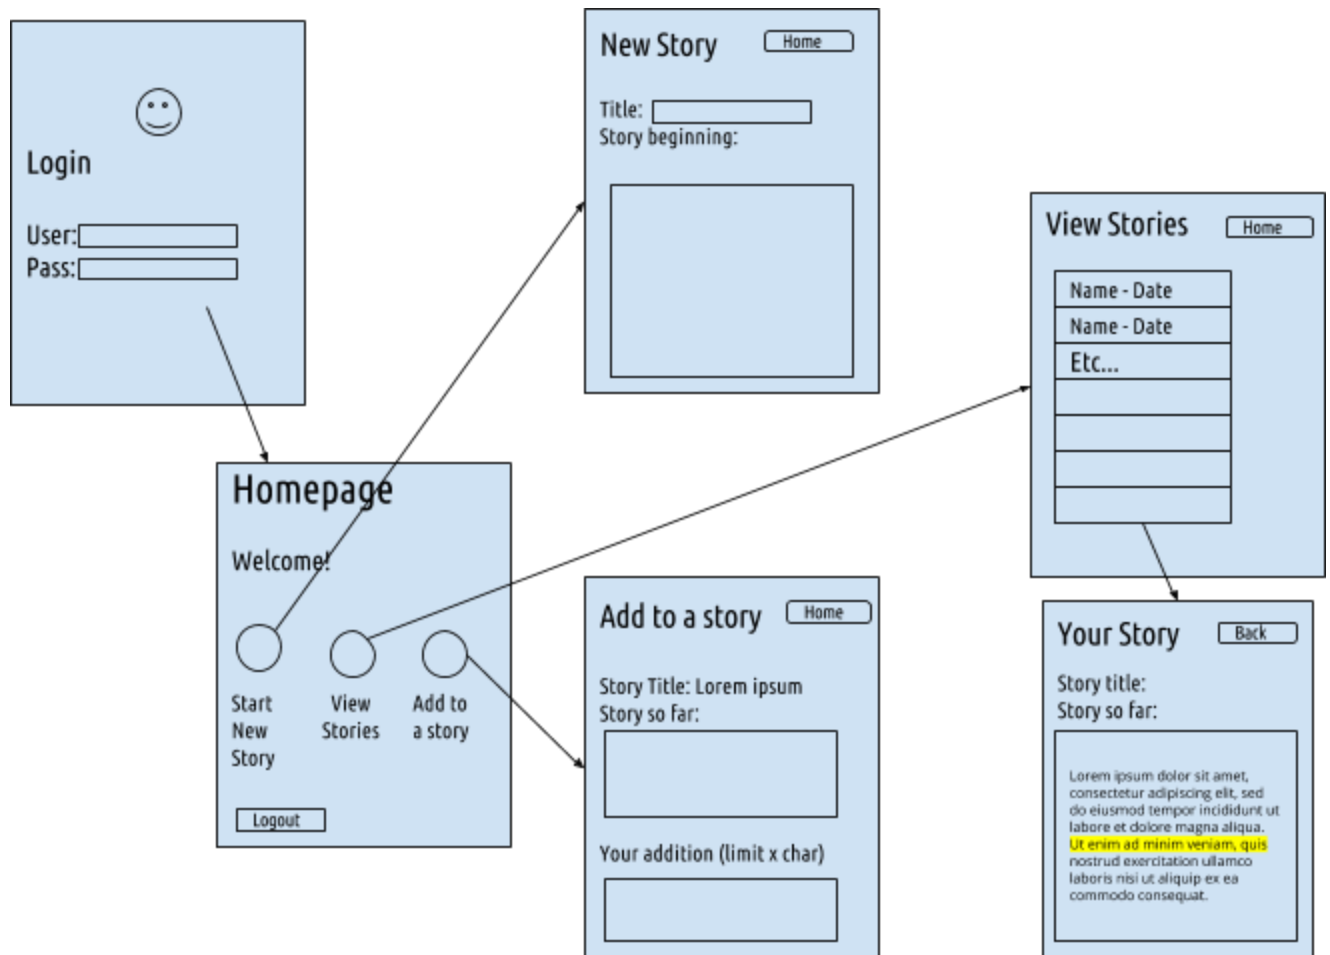 Login
User:
Pass:
Homepage
Welcome!
Start
New
Story
View
Stories
Add to
a story
Logout
New Story
Home
Title:
Story beginning:
Add to a story
Home
Story Title: Lorem ipsum
Story so far:
Your addition (limit x char)
View Stories
Home
Name - Date
Name - Date
Etc...
Your Story
Back
Story title:
Story so far:
Lorem ipsum dolor sit amet,
consectetur adipiscing elit, sed
do eiusmod tempor incididunt ut
labore et dolore magna aliqua.
Ut enim ad minim veniam, quis
nostrud exercitation ullamco
laboris nisi ut aliquip ex ea
commodo consequat.